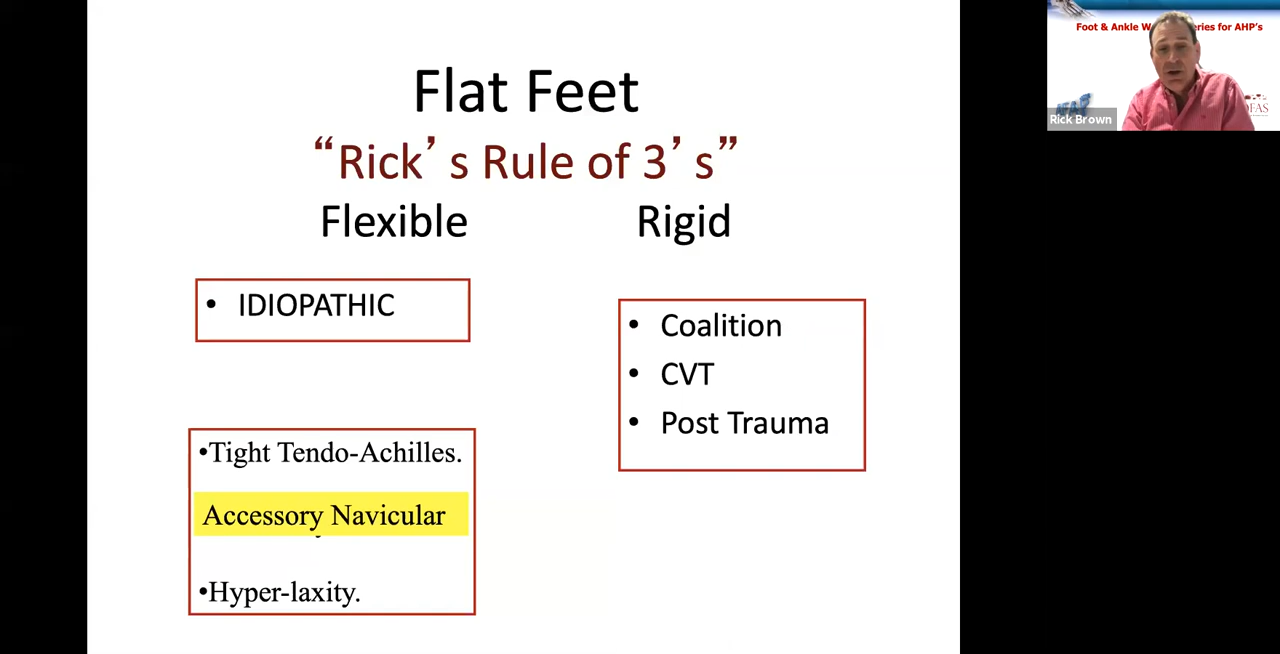 Flat Feet
“Rick’s Rule of 3’s”
Flexible
Rigid
• IDIOPATHIC
• Coalition
• CVT
• Post Trauma
•Tight Tendo-Achilles.
Accessory Navicular
•Hyper-laxity.
Foot & Ankle W
eries for AHP's
Rick Brown
OFAS